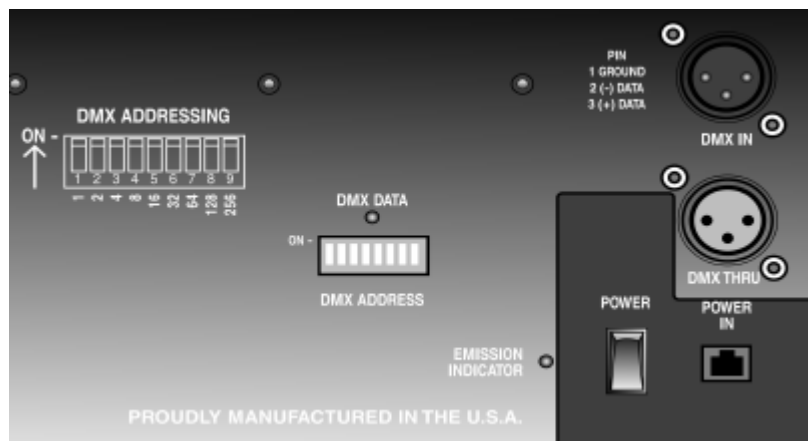 DMX ADDRESSING
ON -
1 2 3 4 5 6 7 8 9
1 2 4 8 16 32 64 128 256
PIN
1 GROUND
2 (-) DATA
3 (+) DATA
DMX IN
DMX DATA
ON -
DMX ADDRESS
DMX THRU
POWER
POWER
IN
EMISSION
INDICATOR
PROUDLY MANUFACTURED IN THE U.S.A.